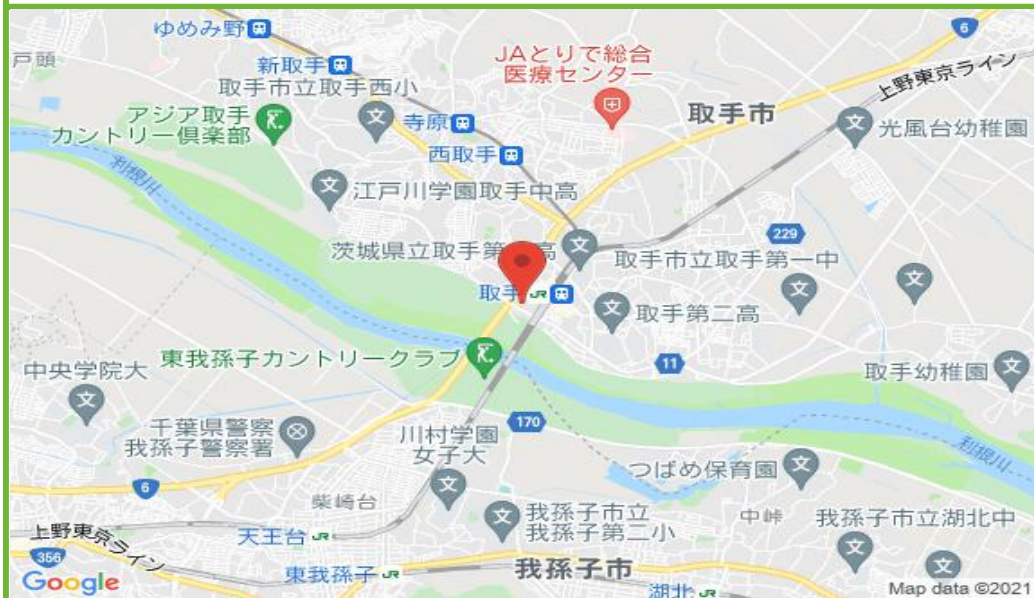 ゆめみ野
6
戸頭
新取手
JAとりで総合
医療センター
上野東京ライン
取手市立取手西小
アジア取手
カントリー倶楽部
寺原
取手市
光風台幼稚園
西取手
利根川
江戸川学園取手中高
229
茨城県立取手第一高
取手市立取手第一中
取手 JR
取手第二高
東我孫子カントリークラブ
11
中央学院大
取手幼稚園
千葉県警察
我孫子警察署
川村学園
女子大
170
利根川
つばめ保育園
6
柴崎台
我孫子市立
我孫子第二小
中峠
我孫子市立湖北中
上野東京ライン
天王台 JR
356
東我孫子 JR
我孫子市
湖北 JR
Google
Map data ©2021